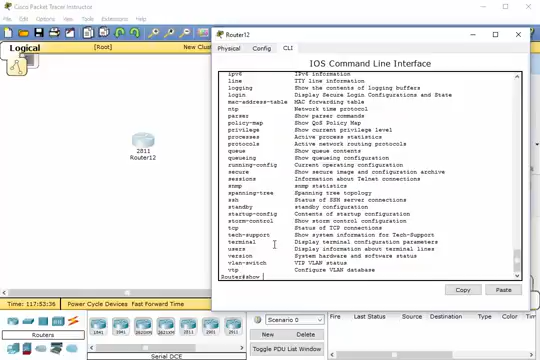 Cisco Packet Tracer Instructor
File Edit Options View Tools Extensions Help
Logical
[Root]
New Cluster
2811
Router12
Router12
Physical
Config
CLI
IOS Command Line Interface
ipv6 IPv6 information
line TTY line information
logging Show the contents of logging buffers
login Display Secure Login Configurations and State
mac-address-table MAC forwarding table
ntp Network time protocol
parser Show parser commands
policy-map Show QoS Policy Map
privilege Show current privilege level
processes Active process statistics
protocols Active network routing protocols
queue Show queue contents
queueing Show queueing configuration
running-config Current operating configuration
secure Show secure image and configuration archive
sessions Information about Telnet connections
snmp snmp statistics
spanning-tree Spanning tree topology
ssh Status of SSH server connections
standby standby configuration
startup-config Contents of startup configuration
storm-control Show storm control configuration
tcp Status of TCP connections
tech-support Show system information for Tech-Support
terminal Display terminal configuration parameters
users Display information about terminal lines
version System hardware and software status
vlan-switch VTP VLAN status
vtp Configure VLAN database
Router#show
Copy
Paste
Time: 117:53:36
Power Cycle Devices Fast Forward Time
Routers
1841
2811
2901
2911
Serial DCE
Scenario 0
New
Delete
Toggle PDU List Window
Fire
Last Status
Source
Destination
Type
Color